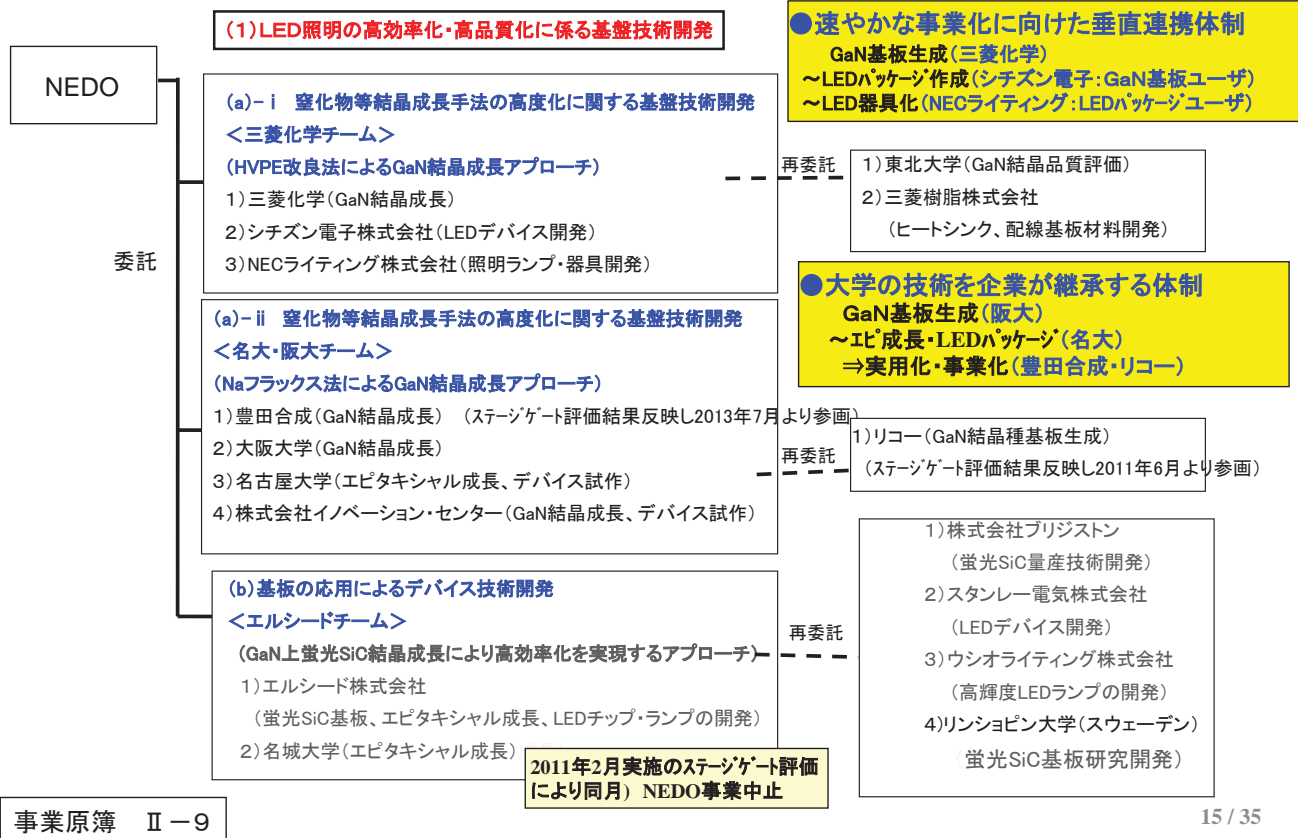 (1)LED照明の高効率化・高品質化に係る基盤技術開発
●速やかな事業化に向けた垂直連携体制
GaN基板生成(三菱化学)
～LEDパッケージ作成(シチズン電子:GaN基板ユーザ)
～LED器具化(NECライティング:LEDパッケージユーザ)
NEDO
委託
(a)-ⅰ 窒化物等結晶成長手法の高度化に関する基盤技術開発
＜三菱化学チーム＞
(HVPE改良法によるGaN結晶成長アプローチ)
1)三菱化学(GaN結晶成長)
2)シチズン電子株式会社(LEDデバイス開発)
3)NECライティング株式会社(照明ランプ・器具開発)
再委託
1)東北大学(GaN結晶品質評価)
2)三菱樹脂株式会社
(ヒートシンク、配線基板材料開発)
●大学の技術を企業が継承する体制
GaN基板生成(阪大)
～エピ成長・LEDパッケージ(名大)
⇒実用化・事業化(豊田合成・リコー)
(a)-ⅱ 窒化物等結晶成長手法の高度化に関する基盤技術開発
＜名大・阪大チーム＞
(Naフラックス法によるGaN結晶成長アプローチ)
1)豊田合成(GaN結晶成長) (ステージゲート評価結果反映し2013年7月より参画)
2)大阪大学(GaN結晶成長)
3)名古屋大学(エピタキシャル成長、デバイス試作)
4)株式会社イノベーション・センター(GaN結晶成長、デバイス試作)
再委託
1)リコー(GaN結晶種基板生成)
(ステージゲート評価結果反映し2011年6月より参画)
(b)基板の応用によるデバイス技術開発
＜エルシードチーム＞
(GaN上蛍光SiC結晶成長により高効率化を実現するアプローチ)
1)エルシード株式会社
(蛍光SiC基板、エピタキシャル成長、LEDチップ・ランプの開発)
2)名城大学(エピタキシャル成長)
再委託
1)株式会社ブリジストン
(蛍光SiC量産技術開発)
2)スタンレー電気株式会社
(LEDデバイス開発)
3)ウシオライティング株式会社
(高輝度LEDランプの開発)
4)リンショピン大学(スウェーデン)
(蛍光SiC基板研究開発)
2011年2月実施のステージゲート評価
により同月) NEDO事業中止
事業原簿 Ⅱ－9
15 / 35